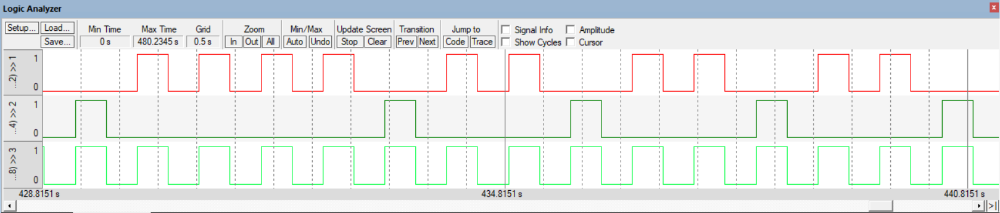 Logic Analyzer
Setup... Load... Min Time Max Time Grid Zoom Min/Max Update Screen Transition Jump to Signal Info Amplitude
Save... 0 s 480.2345 s 0.5 s In Out All Auto Undo Stop Clear Prev Next Code Trace Show Cycles Cursor
...2) >> 1
1
0
...4) >> 2
1
0
...8) >> 3
1
0
428.8151 s 434.8151 s 440.8151 s